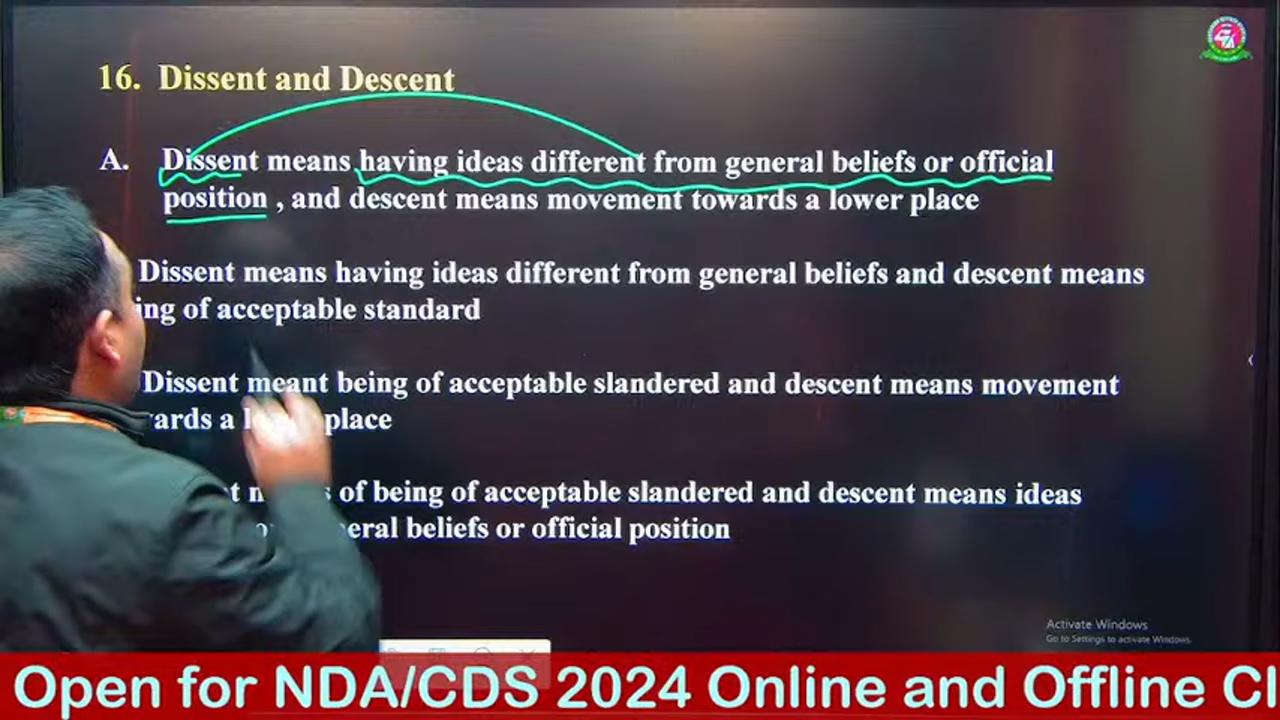 16. Dissent and Descent
A. Dissent means having ideas different from general beliefs or official
position , and descent means movement towards a lower place
Dissent means having ideas different from general beliefs and descent means
ing of acceptable standard
Dissent meant being of acceptable slandered and descent means movement
ards a place
of being of acceptable slandered and descent means ideas
beliefs or official position
Activate Windows
Go to Settings to activate Windows.
Open for NDA/CDS 2024 Online and Offline Cl